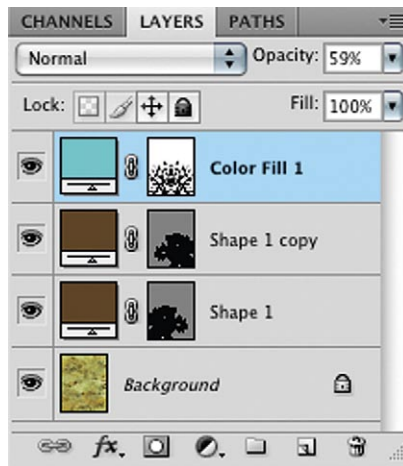 CHANNELS LAYERS PATHS
Normal Opacity: 59%
Lock: Fill: 100%
Color Fill 1
Shape 1 copy
Shape 1
Background
fx.